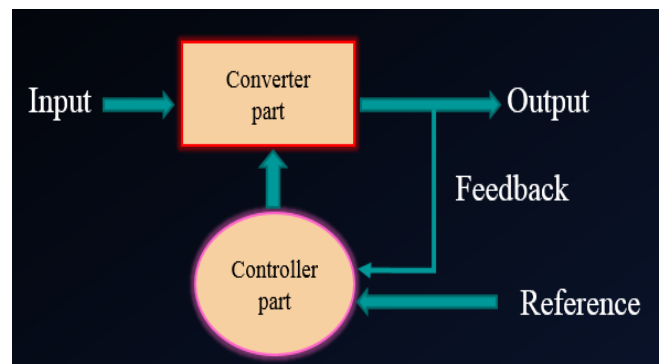 Input
Converter
part
Output
Feedback
Controller
part
Reference